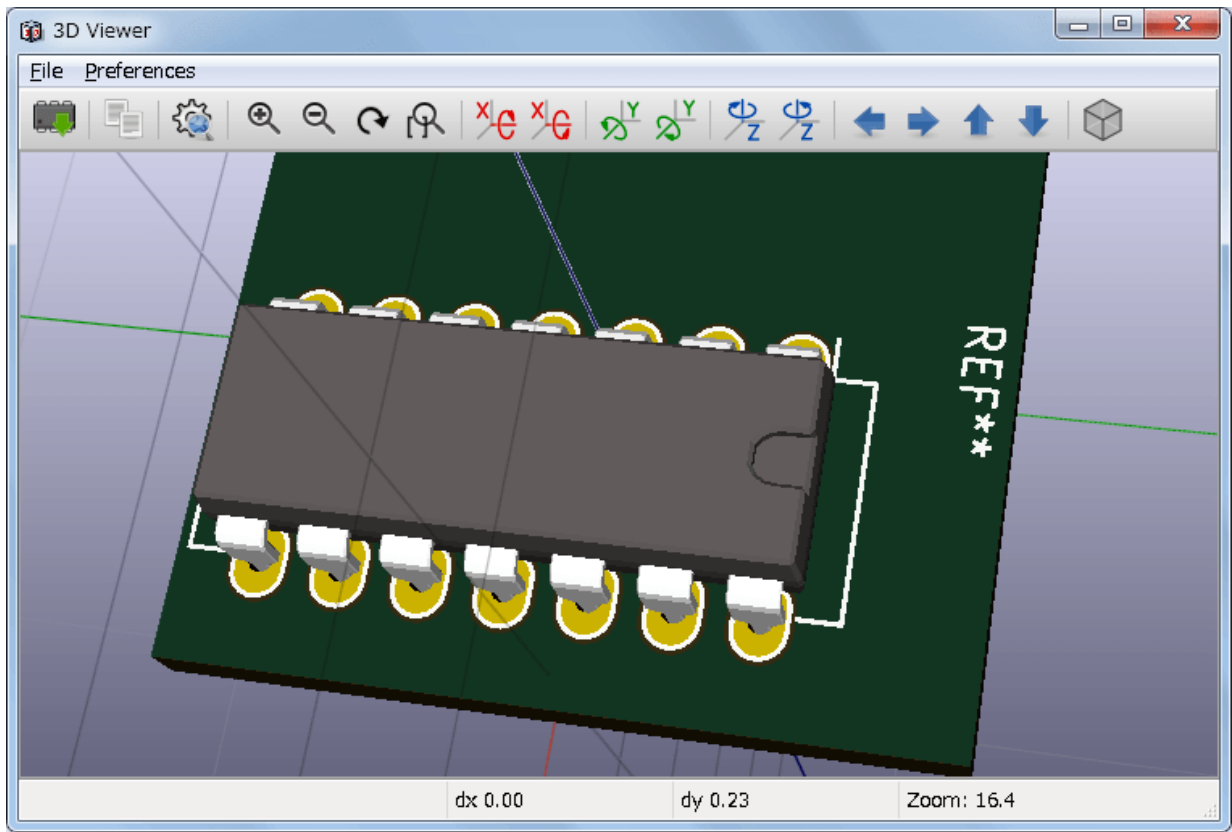 3D Viewer
File Preferences
X X Y Y Z Z
REF**
dx 0.00 dy 0.23 Zoom: 16.4